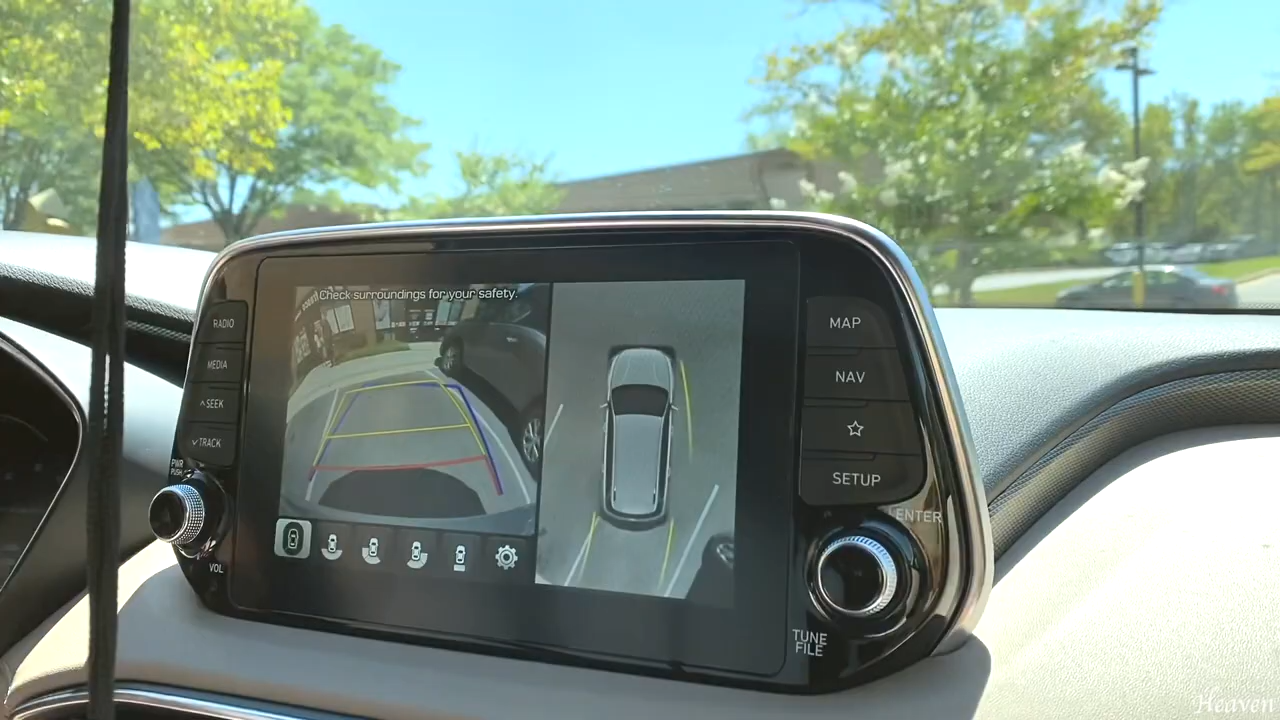 Check surroundings for your safety.
RADIO
MEDIA
^ SEEK
⌄ TRACK
PWR
PUSH
VOL
MAP
NAV
☆
SETUP
ENTER
TUNE
FILE
Heaven